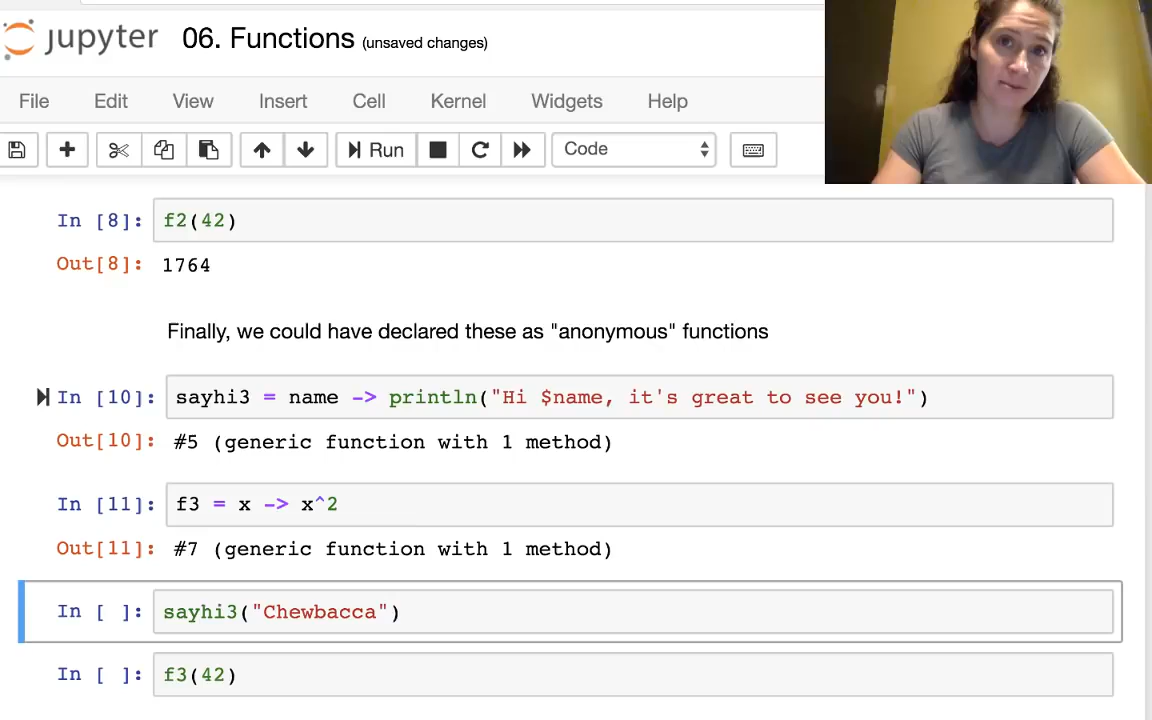 jupyter 06. Functions (unsaved changes)
File Edit View Insert Cell Kernel Widgets Help
Run Code
In [8]: f2(42)
Out[8]: 1764
Finally, we could have declared these as "anonymous" functions
In [10]: sayhi3 = name -> println("Hi $name, it's great to see you!")
Out[10]: #5 (generic function with 1 method)
In [11]: f3 = x -> x^2
Out[11]: #7 (generic function with 1 method)
In [ ]: sayhi3("Chewbacca")
In [ ]: f3(42)